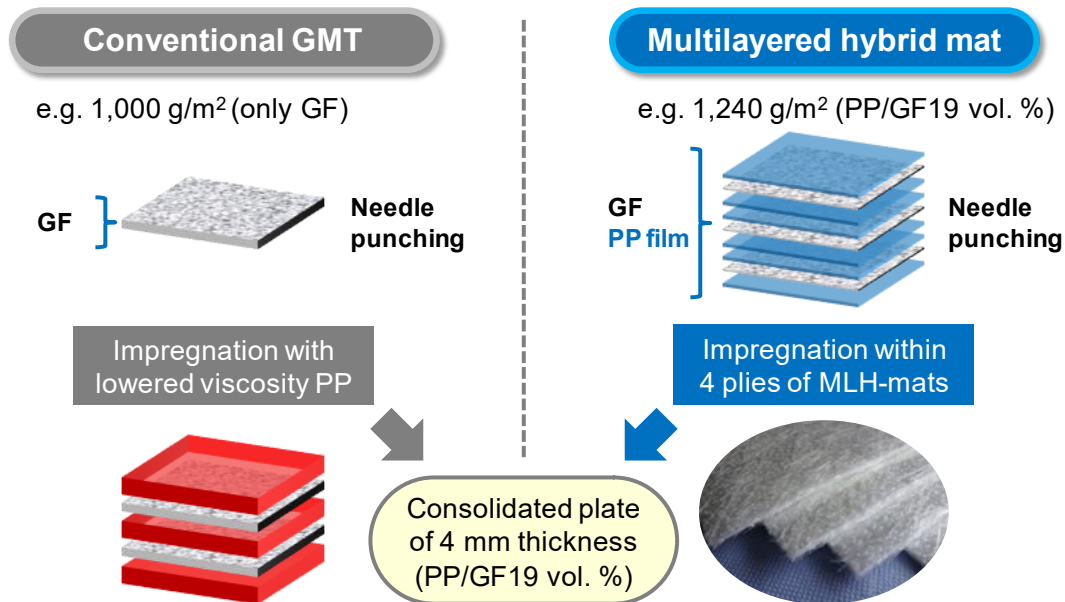 Conventional GMT
e.g. 1,000 g/m² (only GF)
GF
Needle
punching
Impregnation with
lowered viscosity PP
Multilayered hybrid mat
e.g. 1,240 g/m² (PP/GF19 vol. %)
GF
PP film
Needle
punching
Impregnation within
4 plies of MLH-mats
Consolidated plate
of 4 mm thickness
(PP/GF19 vol. %)